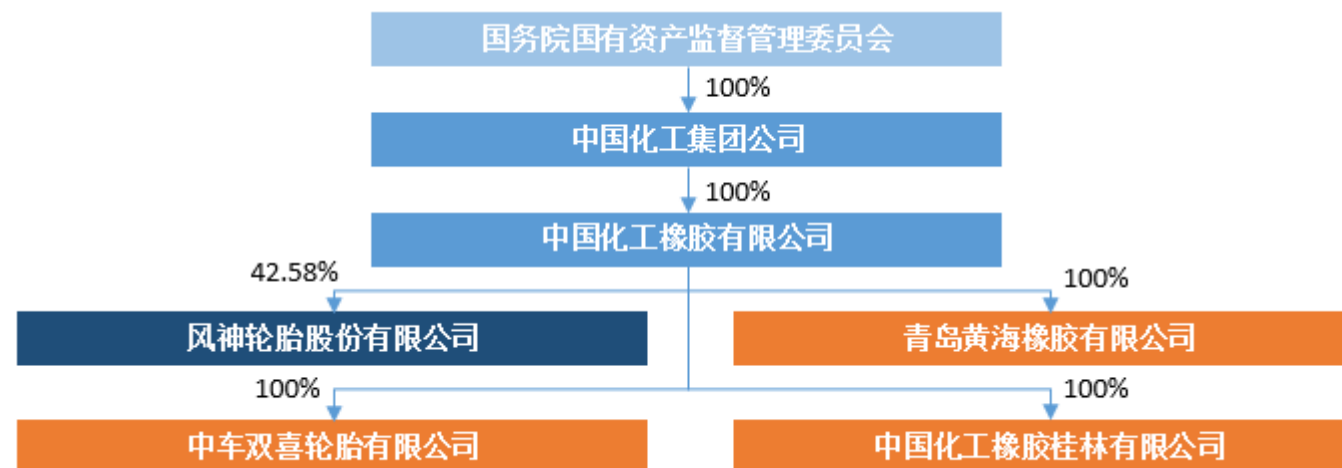 国务院国有资产监督管理委员会
100%
中国化工集团公司
100%
中国化工橡胶有限公司
42.58%
100%
风神轮胎股份有限公司
青岛黄海橡胶有限公司
100%
100%
中车双喜轮胎有限公司
中国化工橡胶桂林有限公司